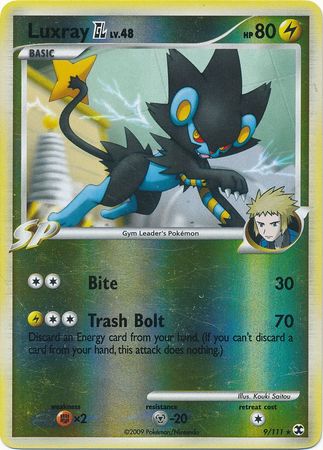 Luxray GL LV.48 HP 80
BASIC
SP
Gym Leader's Pokémon
Bite 30
Trash Bolt 70
Discard an Energy card from your hand. (If you can't discard a
card from your hand, this attack does nothing.)
Illus. Kouki Saitou
weakness resistance retreat cost
×2 -20
©2009 Pokémon/Nintendo 9/111 ★